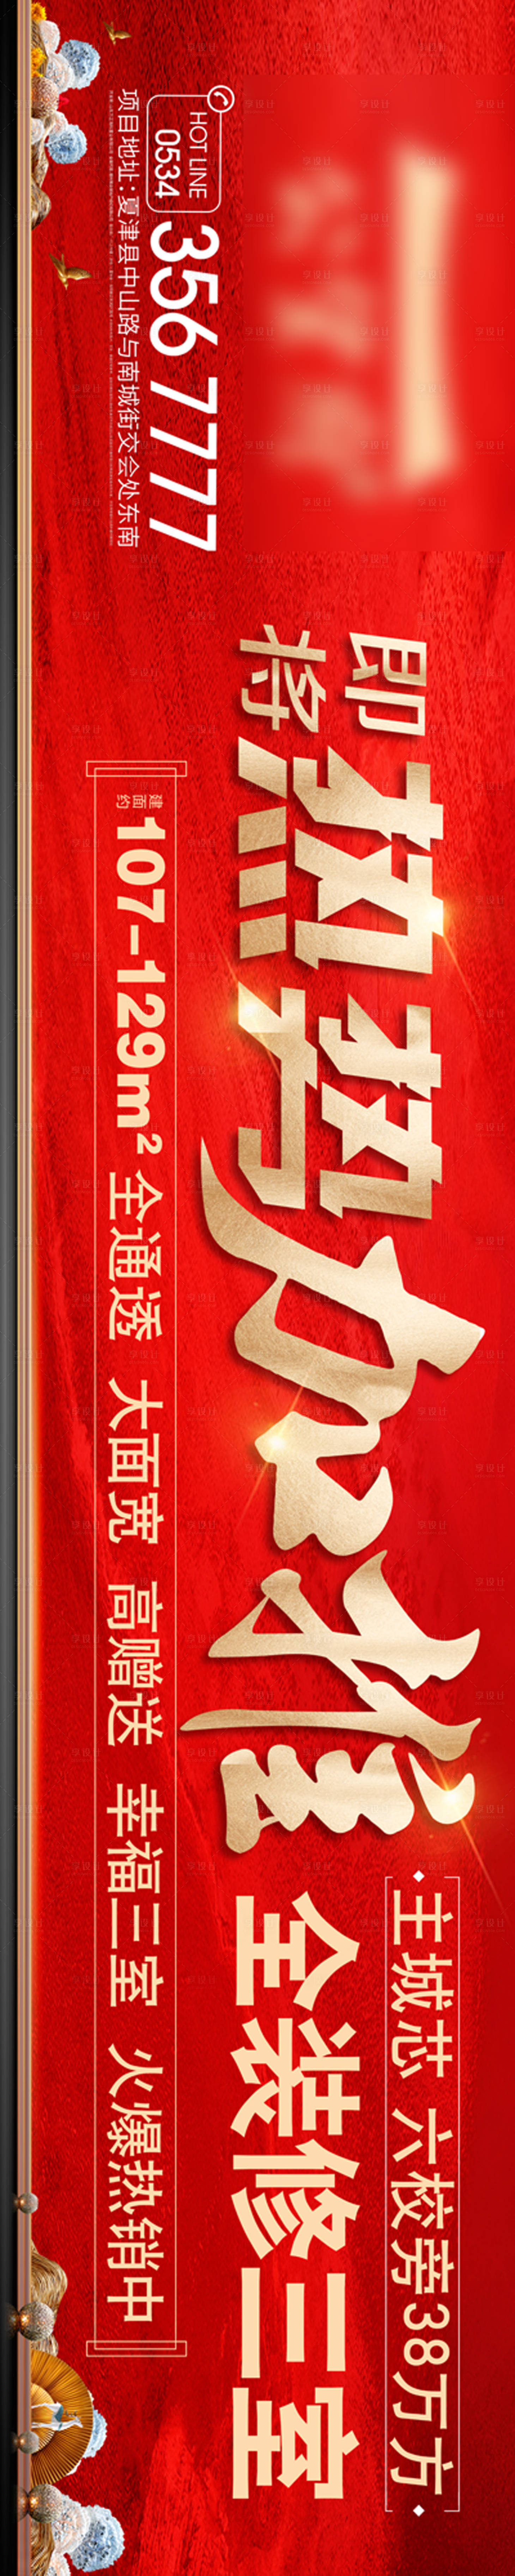 HOT LINE
0534
356 7777
项目地址：夏津县中山路与南城街交会处东南
即将
热势加推
主城芯 六校旁38万方
全装修三室
建面约
107-129m² 全通透 大面宽 高赠送 幸福三室 火爆热销中